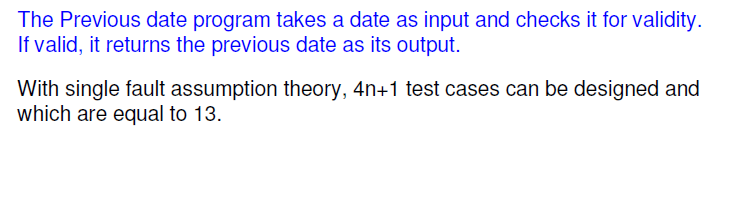 The Previous date program takes a date as input and checks it for validity.
If valid, it returns the previous date as its output.
With single fault assumption theory, 4n+1 test cases can be designed and
which are equal to 13.